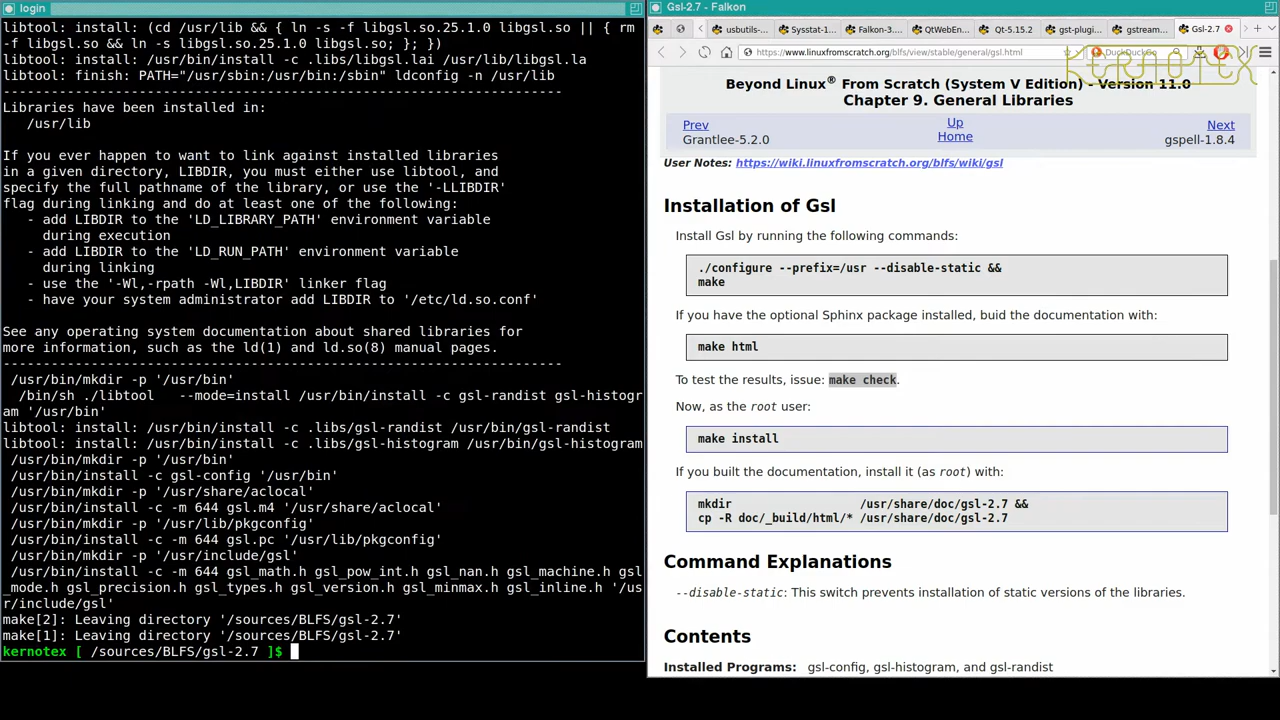 login
libtool: install: (cd /usr/lib && { ln -s -f libgsl.so.25.1.0 libgsl.so || { rm
-f libgsl.so && ln -s libgsl.so.25.1.0 libgsl.so; }; })
libtool: install: /usr/bin/install -c .libs/libgsl.lai /usr/lib/libgsl.la
libtool: finish: PATH="/usr/sbin:/usr/bin:/sbin" ldconfig -n /usr/lib
----------------------------------------------------------------------
Libraries have been installed in:
/usr/lib
If you ever happen to want to link against installed libraries
in a given directory, LIBDIR, you must either use libtool, and
specify the full pathname of the library, or use the '-LLIBDIR'
flag during linking and do at least one of the following:
- add LIBDIR to the 'LD_LIBRARY_PATH' environment variable
during execution
- add LIBDIR to the 'LD_RUN_PATH' environment variable
during linking
- use the '-Wl,-rpath -Wl,LIBDIR' linker flag
- have your system administrator add LIBDIR to '/etc/ld.so.conf'
See any operating system documentation about shared libraries for
more information, such as the ld(1) and ld.so(8) manual pages.
----------------------------------------------------------------------
/usr/bin/mkdir -p '/usr/bin'
/bin/sh ./libtool   --mode=install /usr/bin/install -c gsl-randist gsl-histogr
am '/usr/bin'
libtool: install: /usr/bin/install -c .libs/gsl-randist /usr/bin/gsl-randist
libtool: install: /usr/bin/install -c .libs/gsl-histogram /usr/bin/gsl-histogram
/usr/bin/mkdir -p '/usr/bin'
/usr/bin/install -c gsl-config '/usr/bin'
/usr/bin/mkdir -p '/usr/share/aclocal'
/usr/bin/install -c -m 644 gsl.m4 '/usr/share/aclocal'
/usr/bin/mkdir -p '/usr/lib/pkgconfig'
/usr/bin/install -c -m 644 gsl.pc '/usr/lib/pkgconfig'
/usr/bin/mkdir -p '/usr/include/gsl'
/usr/bin/install -c -m 644 gsl_math.h gsl_pow_int.h gsl_nan.h gsl_machine.h gsl
_mode.h gsl_precision.h gsl_types.h gsl_version.h gsl_minmax.h gsl_inline.h '/us
r/include/gsl'
make[2]: Leaving directory '/sources/BLFS/gsl-2.7'
make[1]: Leaving directory '/sources/BLFS/gsl-2.7'
kernotex [ /sources/BLFS/gsl-2.7 ]$
Gsl-2.7 - Falkon
usbutils-... Sysstat-1... Falkon-3.... QtWebEn... Qt-5.15.2 gst-plugi... gstream... Gsl-2.7
https://www.linuxfromscratch.org/blfs/view/stable/general/gsl.html DuckDuckGo
KERNOTEX
Beyond Linux® From Scratch (System V Edition) - Version 11.0
Chapter 9. General Libraries
Prev Up Next
Grantlee-5.2.0 Home gspell-1.8.4
User Notes: https://wiki.linuxfromscratch.org/blfs/wiki/gsl
Installation of Gsl
Install Gsl by running the following commands:
./configure --prefix=/usr --disable-static &&
make
If you have the optional Sphinx package installed, buid the documentation with:
make html
To test the results, issue: make check.
Now, as the root user:
make install
If you built the documentation, install it (as root) with:
mkdir                /usr/share/doc/gsl-2.7 &&
cp -R doc/_build/html/* /usr/share/doc/gsl-2.7
Command Explanations
--disable-static: This switch prevents installation of static versions of the libraries.
Contents
Installed Programs: gsl-config, gsl-histogram, and gsl-randist